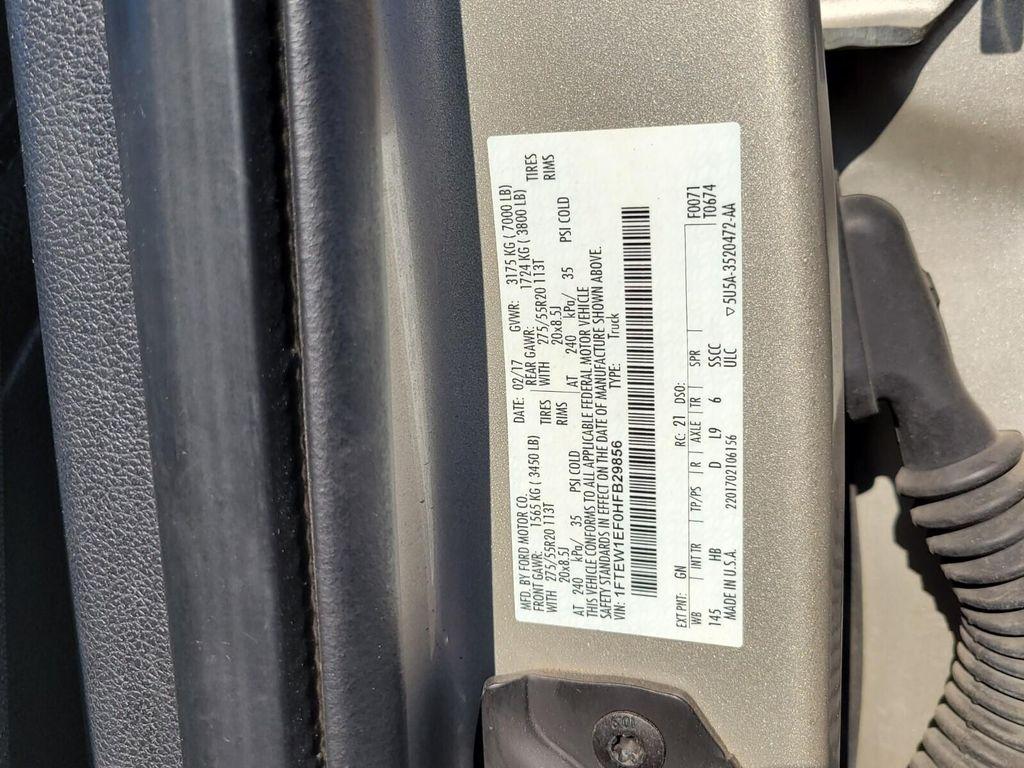 MFD. BY FORD MOTOR CO.
DATE: 02/17 GVWR: 3175 KG ( 7000 LB)
FRONT GAWR: 1565 KG ( 3450 LB) REAR GAWR: 1724 KG ( 3800 LB)
WITH 275/55R20 113T TIRES WITH 275/55R20 113T TIRES
20x8.5J RIMS 20x8.5J RIMS
AT 240 kPa/ 35 PSI COLD AT 240 kPa/ 35 PSI COLD
THIS VEHICLE CONFORMS TO ALL APPLICABLE FEDERAL MOTOR VEHICLE
SAFETY STANDARDS IN EFFECT ON THE DATE OF MANUFACTURE SHOWN ABOVE.
VIN: 1FTEW1EF0HFB29656 TYPE: Truck
EXT PNT: GN RC: 21 DSO: F0071
WB INT TR TP/PS R AXLE TR SPR T0674
145 HB D L9 6 SSCC
MADE IN U.S.A. 2201702106156 ULC ▽5U5A-3520472-AA